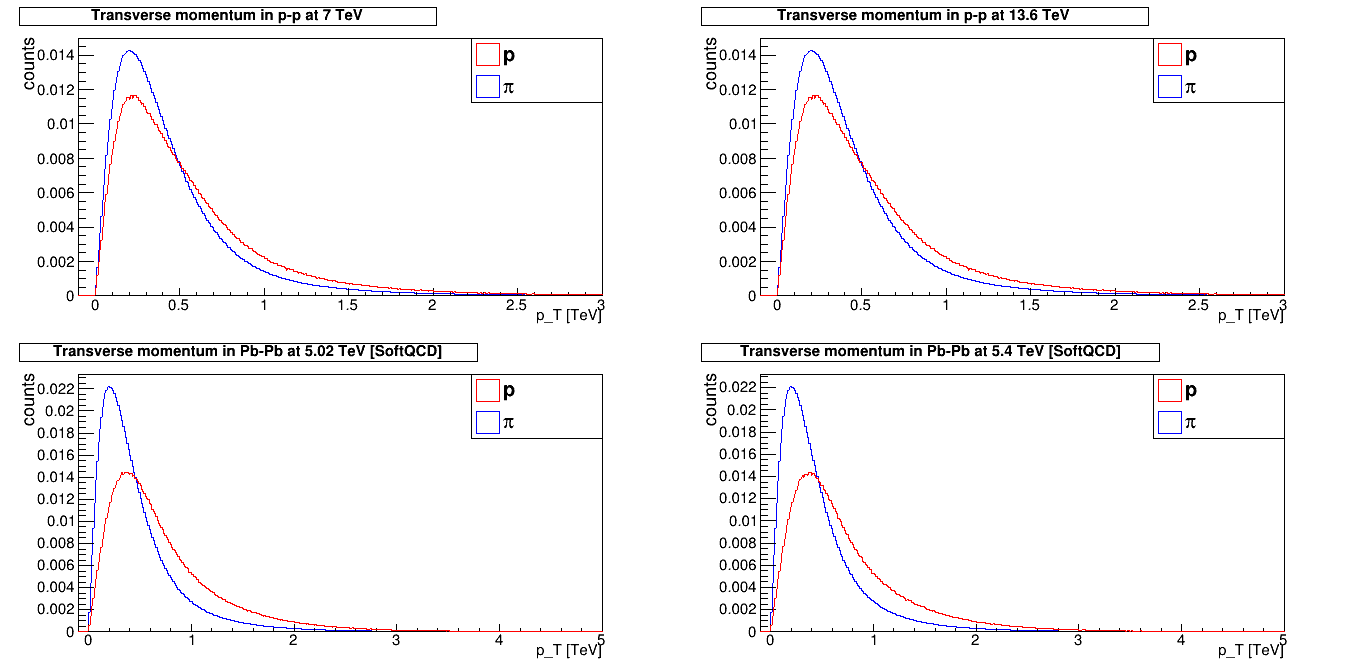 Transverse momentum in p-p at 7 TeV
counts
0.014
0.012
0.01
0.008
0.006
0.004
0.002
0
p
π
0 0.5 1 1.5 2 2.5 3
p_T [TeV]
Transverse momentum in p-p at 13.6 TeV
counts
0.014
0.012
0.01
0.008
0.006
0.004
0.002
0
p
π
0 0.5 1 1.5 2 2.5 3
p_T [TeV]
Transverse momentum in Pb-Pb at 5.02 TeV [SoftQCD]
counts
0.022
0.02
0.018
0.016
0.014
0.012
0.01
0.008
0.006
0.004
0.002
0
p
π
0 1 2 3 4 5
p_T [TeV]
Transverse momentum in Pb-Pb at 5.4 TeV [SoftQCD]
counts
0.022
0.02
0.018
0.016
0.014
0.012
0.01
0.008
0.006
0.004
0.002
0
p
π
0 1 2 3 4 5
p_T [TeV]